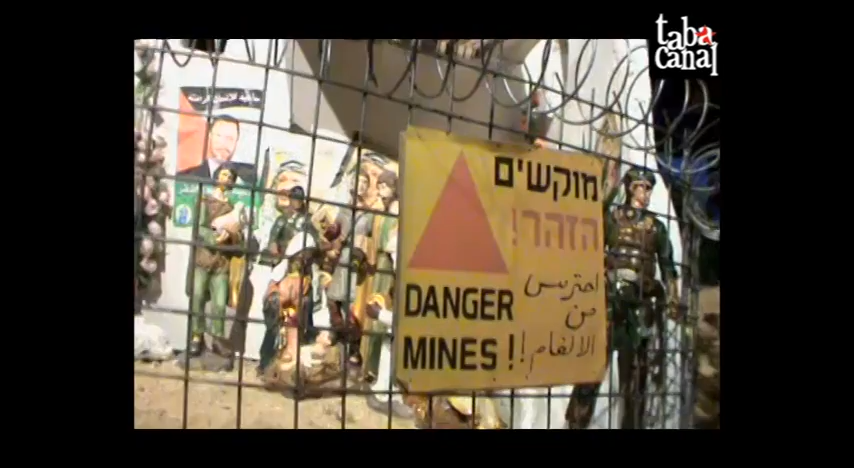 taba
canal
מוקשים
הזהר!
احترس
من
الالغام!
DANGER
MINES!